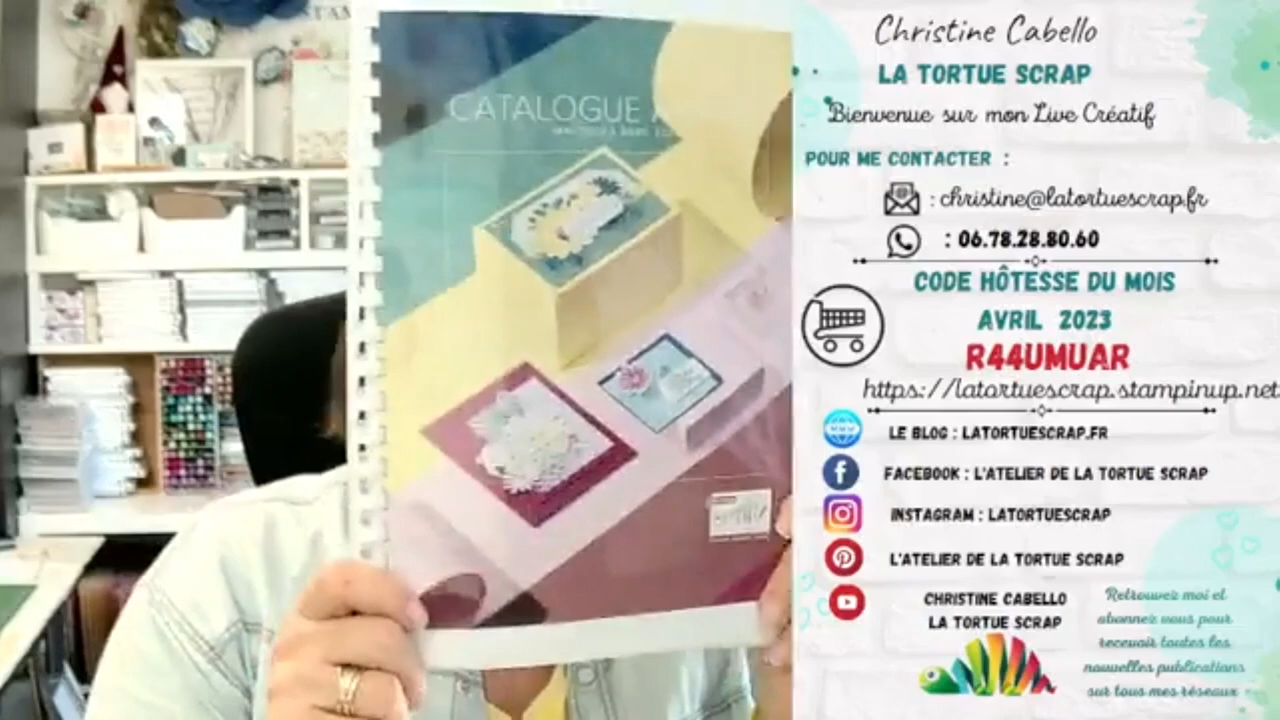 CATALOGUE
Christine Cabello
LA TORTUE SCRAP
Bienvenue sur mon Live Créatif
POUR ME CONTACTER :
: christine@latortuescrap.fr
: 06.78.28.80.60
CODE HÔTESSE DU MOIS
AVRIL 2023
R44UMUAR
https://latortuescrap.stampinup.net
LE BLOG : LATORTUESCRAP.FR
FACEBOOK : L'ATELIER DE LA TORTUE SCRAP
INSTAGRAM : LATORTUESCRAP
L'ATELIER DE LA TORTUE SCRAP
CHRISTINE CABELLO
LA TORTUE SCRAP
Retrouvez moi et
abonnez vous pour
recevoir toutes les
nouvelles publications
sur tous mes réseaux